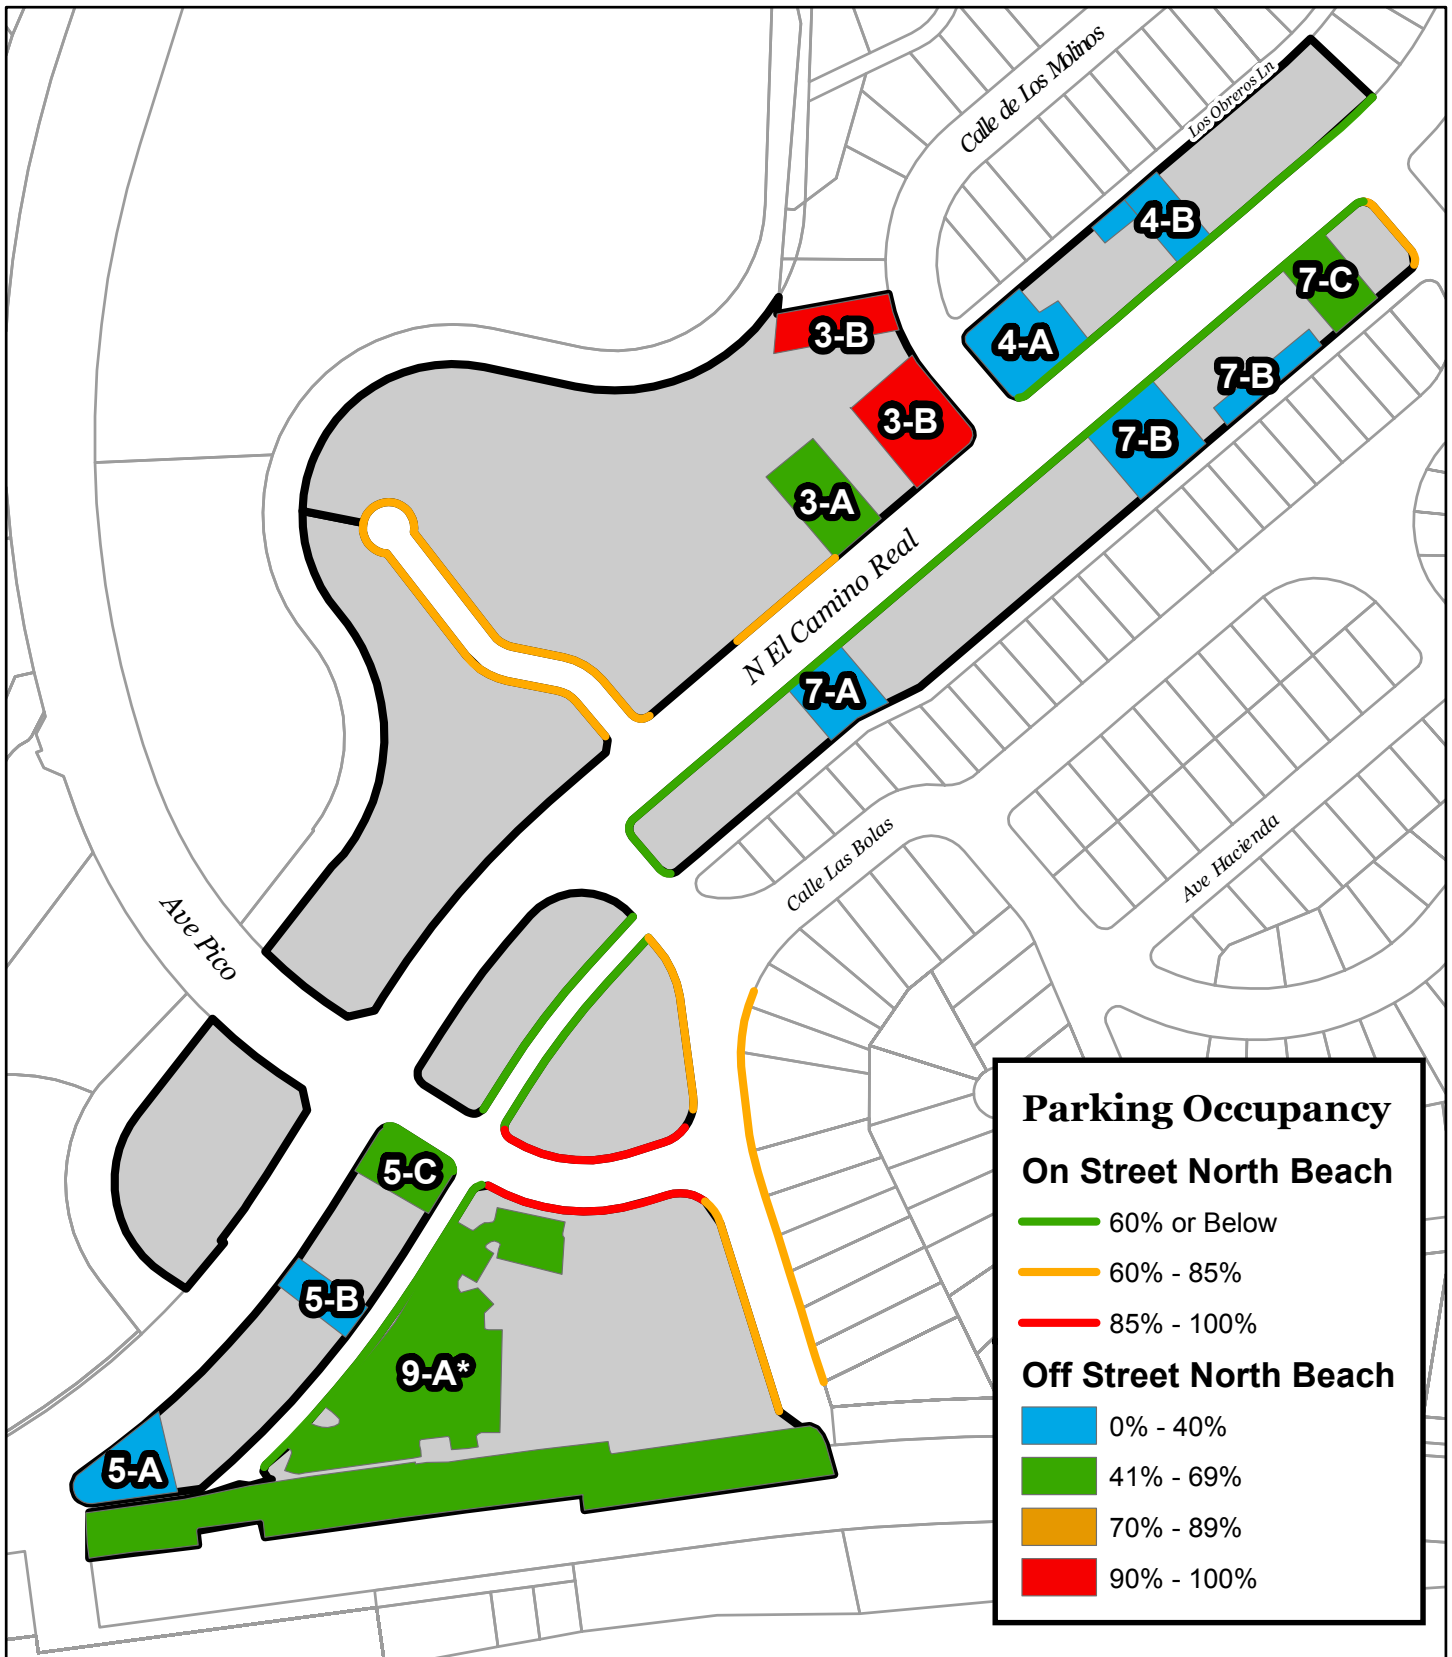 Calle de Los Molinos
Los Obreros Ln
4-B
7-C
3-B
4-A
7-B
3-B
7-B
3-A
N El Camino Real
7-A
Calle Las Bolas
Ave Hacienda
Ave Pico
5-C
5-B
9-A*
5-A
Parking Occupancy
On Street North Beach
60% or Below
60% - 85%
85% - 100%
Off Street North Beach
0% - 40%
41% - 69%
70% - 89%
90% - 100%